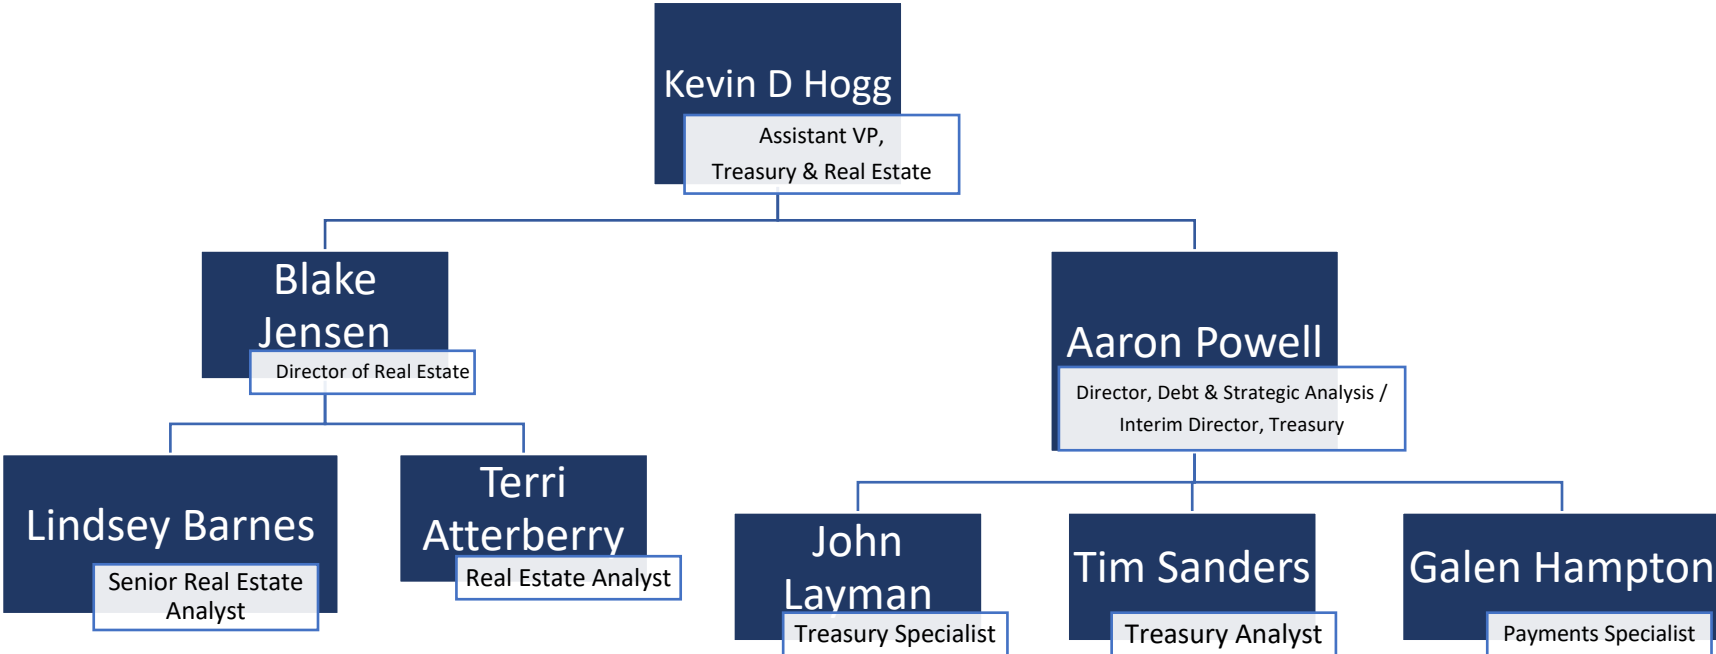 Kevin D Hogg
Assistant VP,
Treasury & Real Estate
Blake
Jensen
Director of Real Estate
Aaron Powell
Director, Debt & Strategic Analysis /
Interim Director, Treasury
Lindsey Barnes
Senior Real Estate
Analyst
Terri
Atterberry
Real Estate Analyst
John
Layman
Treasury Specialist
Tim Sanders
Treasury Analyst
Galen Hampton
Payments Specialist